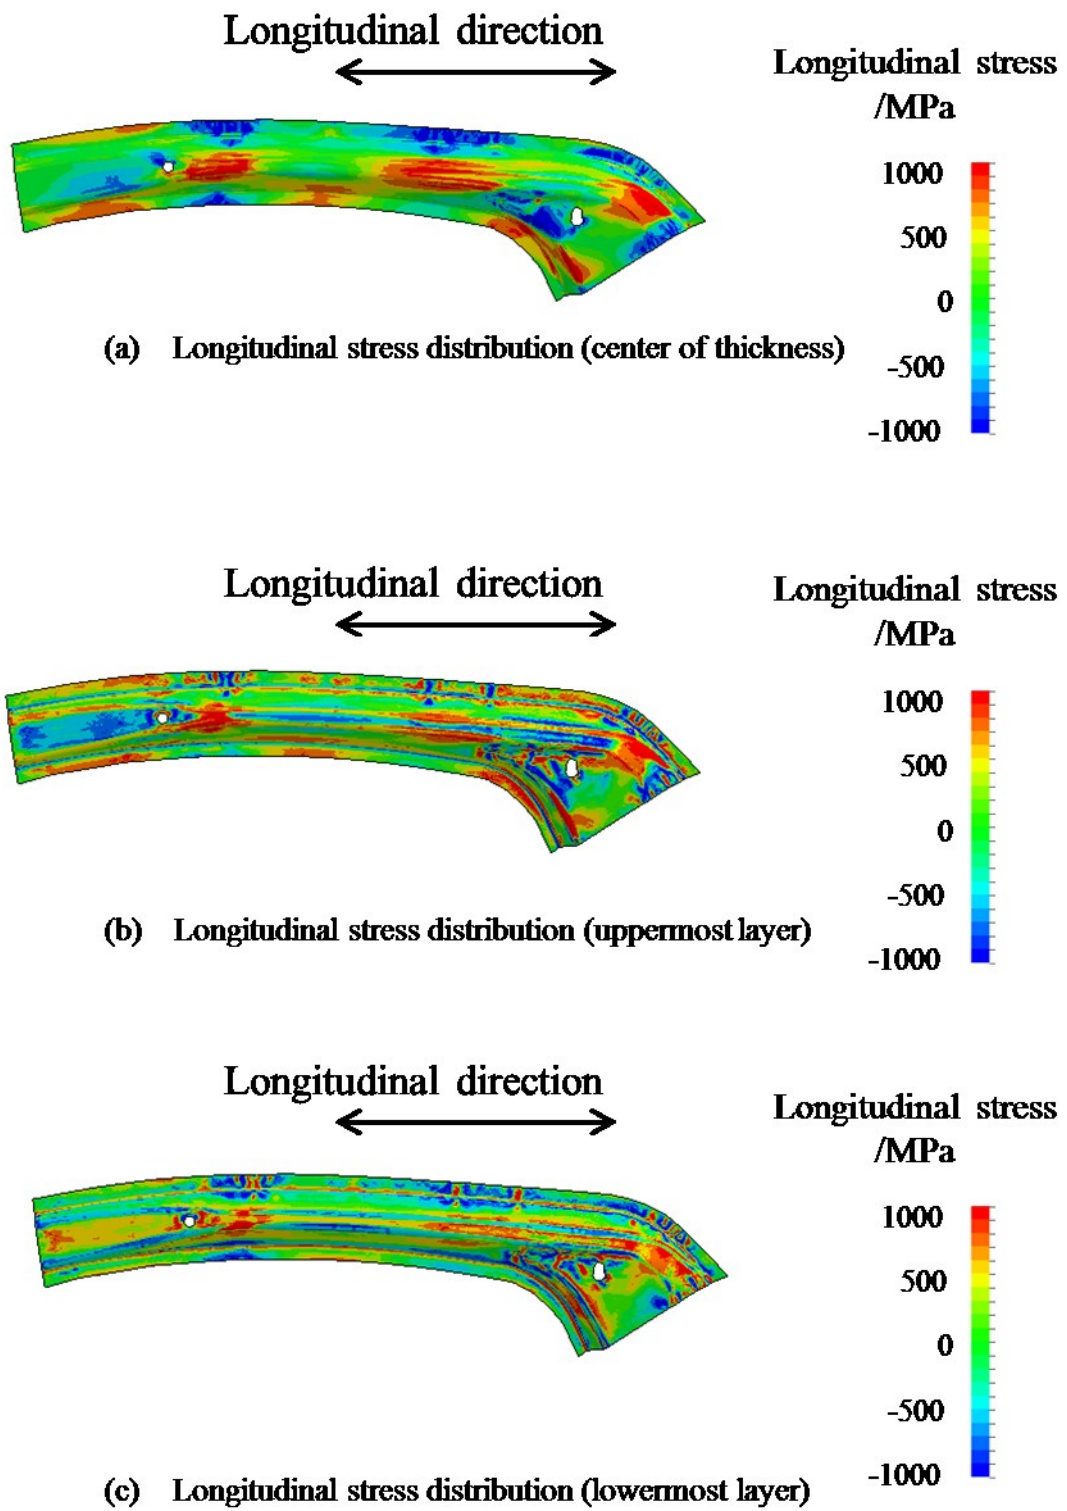 Longitudinal direction
Longitudinal stress
/MPa
1000
500
0
-500
-1000
(a) Longitudinal stress distribution (center of thickness)
Longitudinal direction
Longitudinal stress
/MPa
1000
500
0
-500
-1000
(b) Longitudinal stress distribution (uppermost layer)
Longitudinal direction
Longitudinal stress
/MPa
1000
500
0
-500
-1000
(c) Longitudinal stress distribution (lowermost layer)